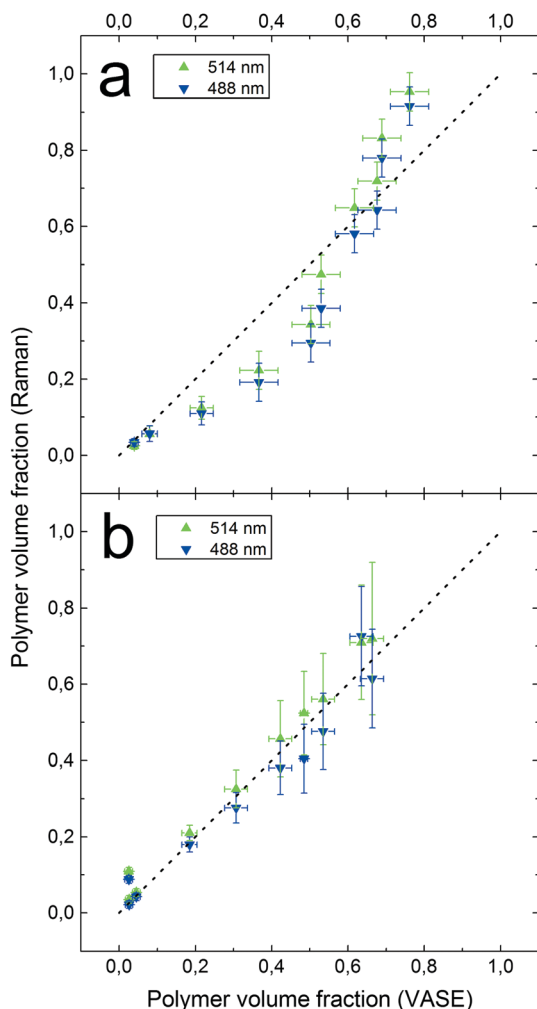 0,0 0,2 0,4 0,6 0,8 1,0
a
514 nm
488 nm
1,0
0,8
0,6
0,4
0,2
0,0
Polymer volume fraction (Raman)
b
514 nm
488 nm
1,0
0,8
0,6
0,4
0,2
0,0
0,0 0,2 0,4 0,6 0,8 1,0
Polymer volume fraction (VASE)